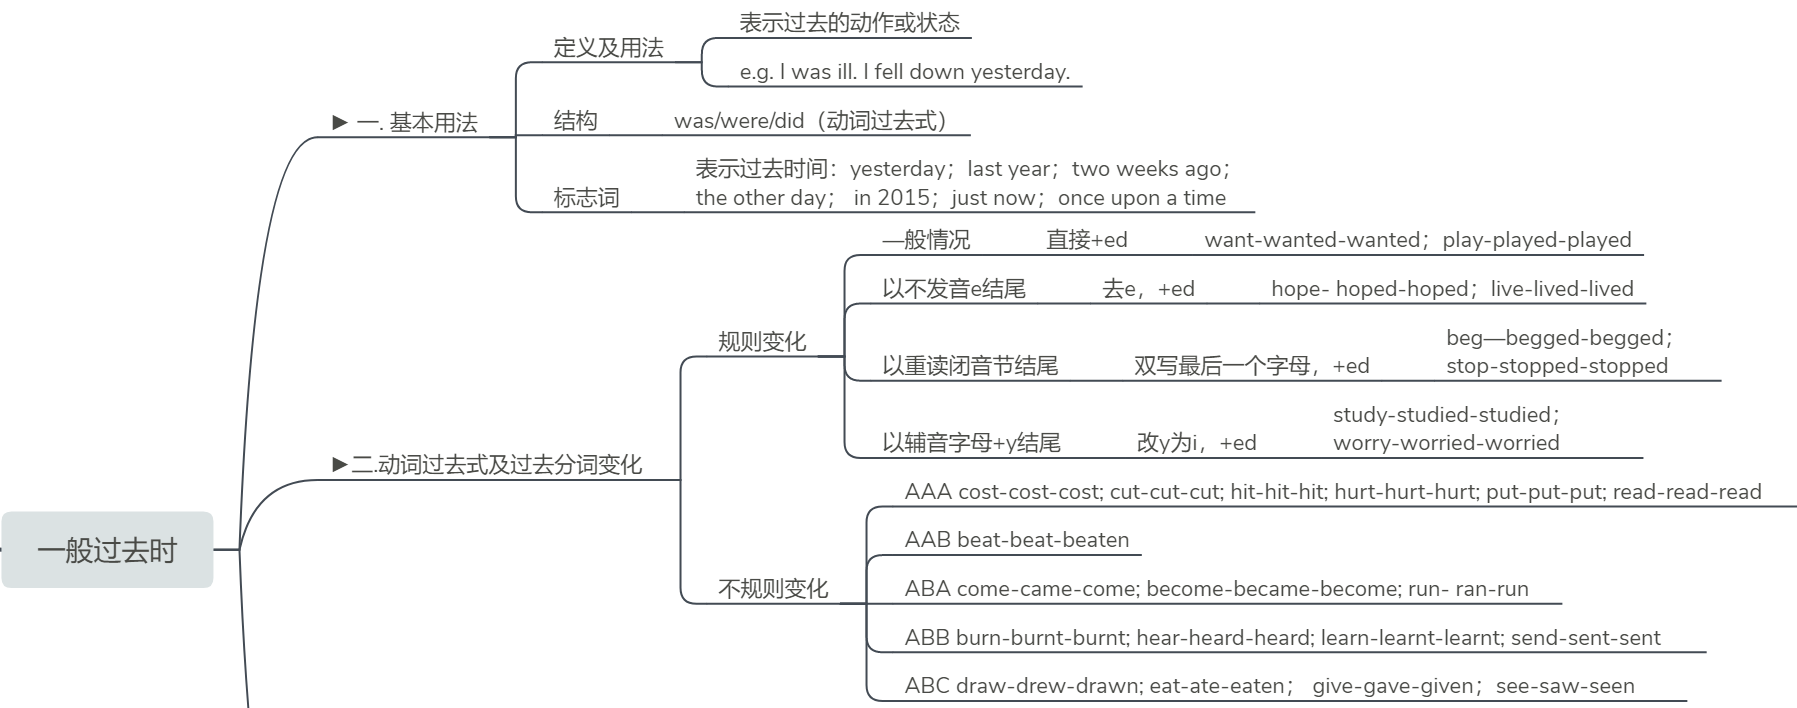 表示过去的动作或状态
定义及用法
e.g. I was ill. I fell down yesterday.
► 一. 基本用法
结构
was/were/did（动词过去式）
标志词
表示过去时间：yesterday；last year；two weeks ago；
the other day； in 2015；just now；once upon a time
—般情况
直接+ed
want-wanted-wanted；play-played-played
以不发音e结尾
去e，+ed
hope- hoped-hoped；live-lived-lived
规则变化
以重读闭音节结尾
双写最后一个字母，+ed
beg—begged-begged；
stop-stopped-stopped
以辅音字母+y结尾
改y为i，+ed
study-studied-studied；
worry-worried-worried
►二.动词过去式及过去分词变化
一般过去时
不规则变化
AAA cost-cost-cost; cut-cut-cut; hit-hit-hit; hurt-hurt-hurt; put-put-put; read-read-read
AAB beat-beat-beaten
ABA come-came-come; become-became-become; run- ran-run
ABB burn-burnt-burnt; hear-heard-heard; learn-learnt-learnt; send-sent-sent
ABC draw-drew-drawn; eat-ate-eaten； give-gave-given；see-saw-seen